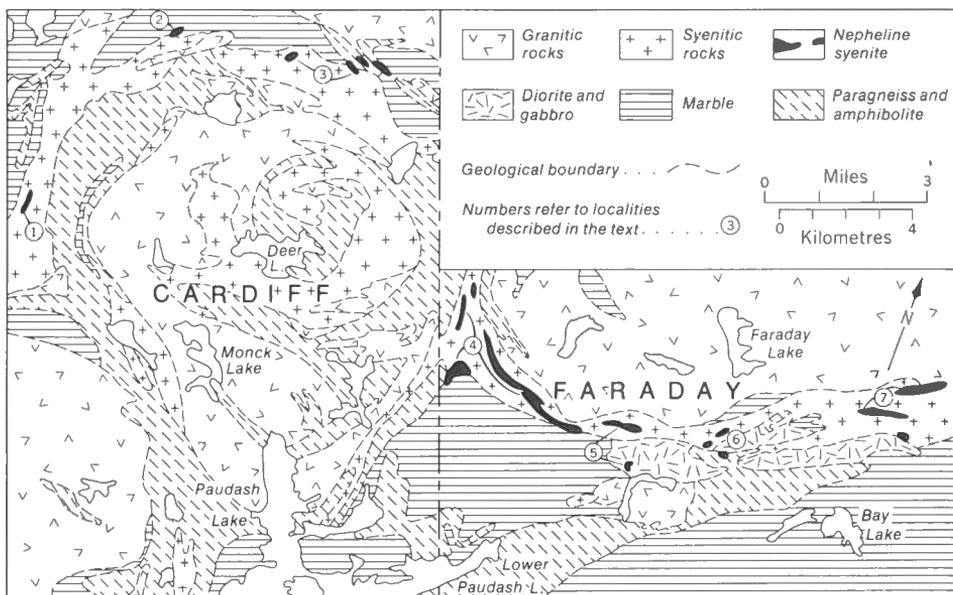 Granitic
rocks
Syenitic
rocks
Nepheline
syenite
Diorite and
gabbro
Marble
Paragneiss and
amphibolite
Geological boundary
Numbers refer to localities
described in the text
3
0 Miles 3
0 4
Kilometres
2
3
1
Deer
L.
CARDIFF
Monck
Lake
Paudash
Lake
N
4
Faraday
Lake
FARADAY
7
5
6
Bay
Lake
Lower
Paudash L.